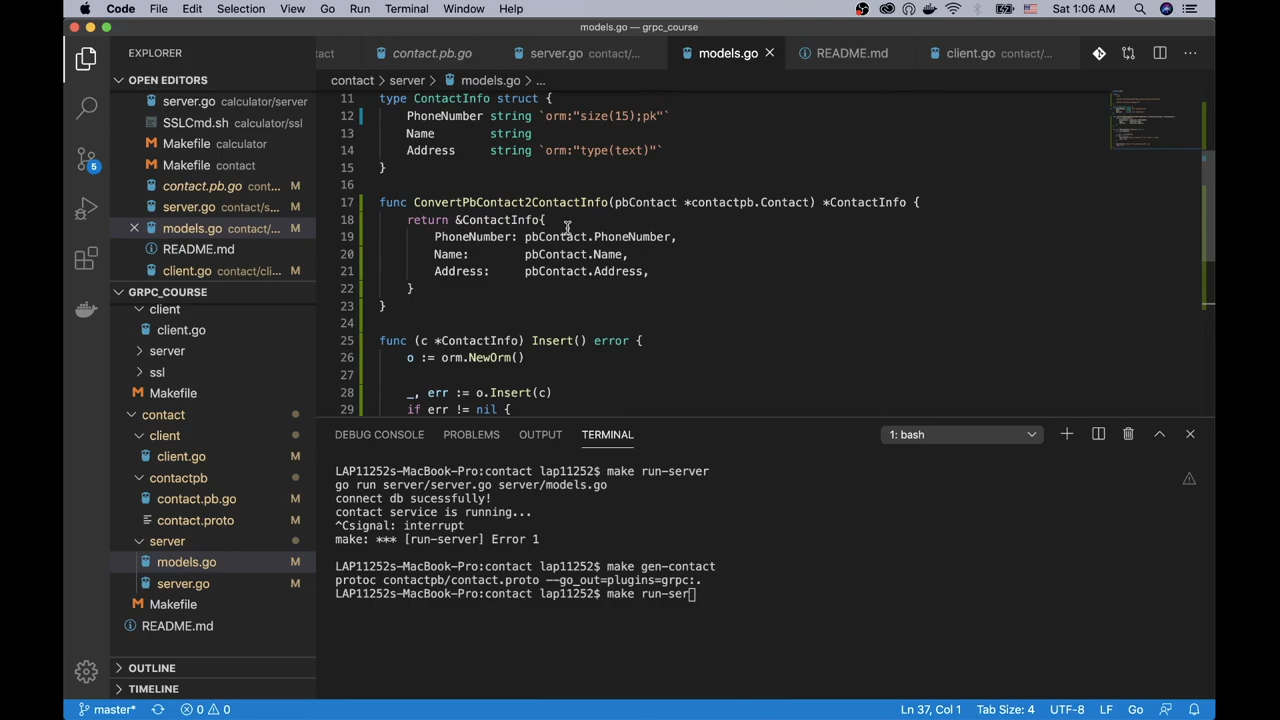 Code File Edit Selection View Go Run Terminal Window Help Sat 1:06 AM
models.go — grpc_course
EXPLORER
tact contact.pb.go server.go contact/... models.go README.md client.go contact/...
OPEN EDITORS
contact > server > models.go > ...
server.go calculator/server
SSLCmd.sh calculator/ssl
Makefile calculator
Makefile contact
contact.pb.go cont... M
server.go contact/s... M
models.go contact/... M
README.md
client.go contact/cli... M
GRPC_COURSE
client
client.go
server
ssl
Makefile
contact
client
client.go M
contactpb
contact.pb.go M
contact.proto M
server
models.go M
server.go M
Makefile
README.md
OUTLINE
TIMELINE
11 type ContactInfo struct {
12 PhoneNumber string `orm:"size(15);pk"`
13 Name string
14 Address string `orm:"type(text)"`
15 }
16
17 func ConvertPbContact2ContactInfo(pbContact *contactpb.Contact) *ContactInfo {
18 return &ContactInfo{
19 PhoneNumber: pbContact.PhoneNumber,
20 Name: pbContact.Name,
21 Address: pbContact.Address,
22 }
23 }
24
25 func (c *ContactInfo) Insert() error {
26 o := orm.NewOrm()
27
28 _, err := o.Insert(c)
29 if err != nil {
DEBUG CONSOLE PROBLEMS OUTPUT TERMINAL 1: bash
LAP11252s-MacBook-Pro:contact lap11252$ make run-server
go run server/server.go server/models.go
connect db sucessfully!
contact service is running...
^Csignal: interrupt
make: *** [run-server] Error 1
LAP11252s-MacBook-Pro:contact lap11252$ make gen-contact
protoc contactpb/contact.proto --go_out=plugins=grpc:.
LAP11252s-MacBook-Pro:contact lap11252$ make run-ser
5
master* 0 0 Ln 37, Col 1 Tab Size: 4 UTF-8 LF Go